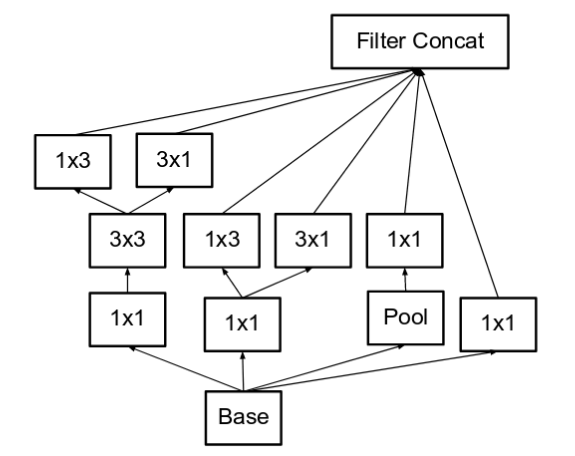 Filter Concat
1x3
3x1
3x3
1x3
3x1
1x1
1x1
1x1
Pool
1x1
Base